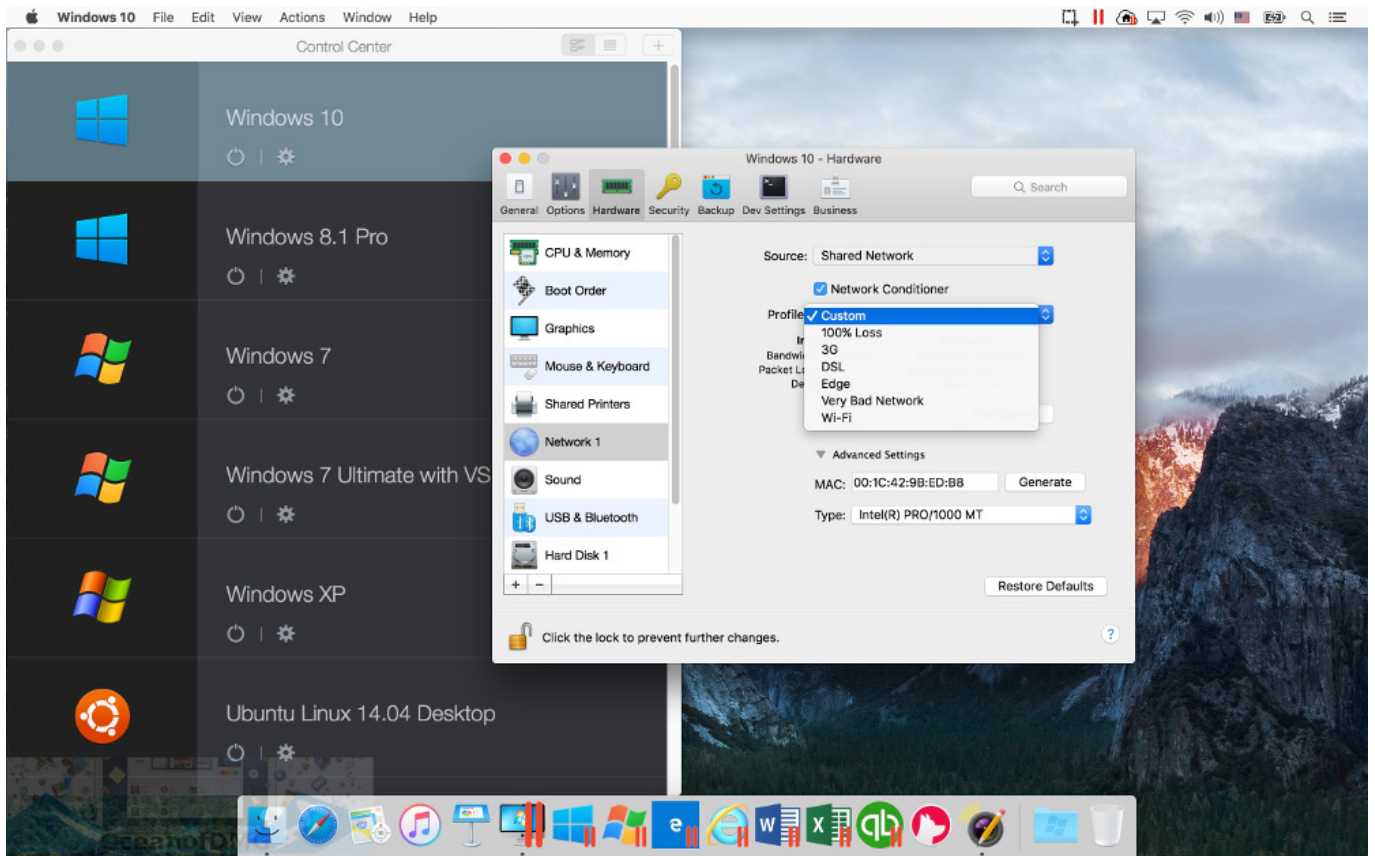 Windows 10 File Edit View Actions Window Help
Control Center
Windows 10
Windows 8.1 Pro
Windows 7
Windows 7 Ultimate with VS
Windows XP
Ubuntu Linux 14.04 Desktop
Windows 10 - Hardware
General Options Hardware Security Backup Dev Settings Business
Search
CPU & Memory
Boot Order
Graphics
Mouse & Keyboard
Shared Printers
Network 1
Sound
USB & Bluetooth
Hard Disk 1
+ −
Source: Shared Network
Network Conditioner
Profile
✓ Custom
100% Loss
3G
DSL
Edge
Very Bad Network
Wi-Fi
Advanced Settings
MAC: 00:1C:42:9B:ED:B8 Generate
Type: Intel(R) PRO/1000 MT
Restore Defaults
Click the lock to prevent further changes.
?